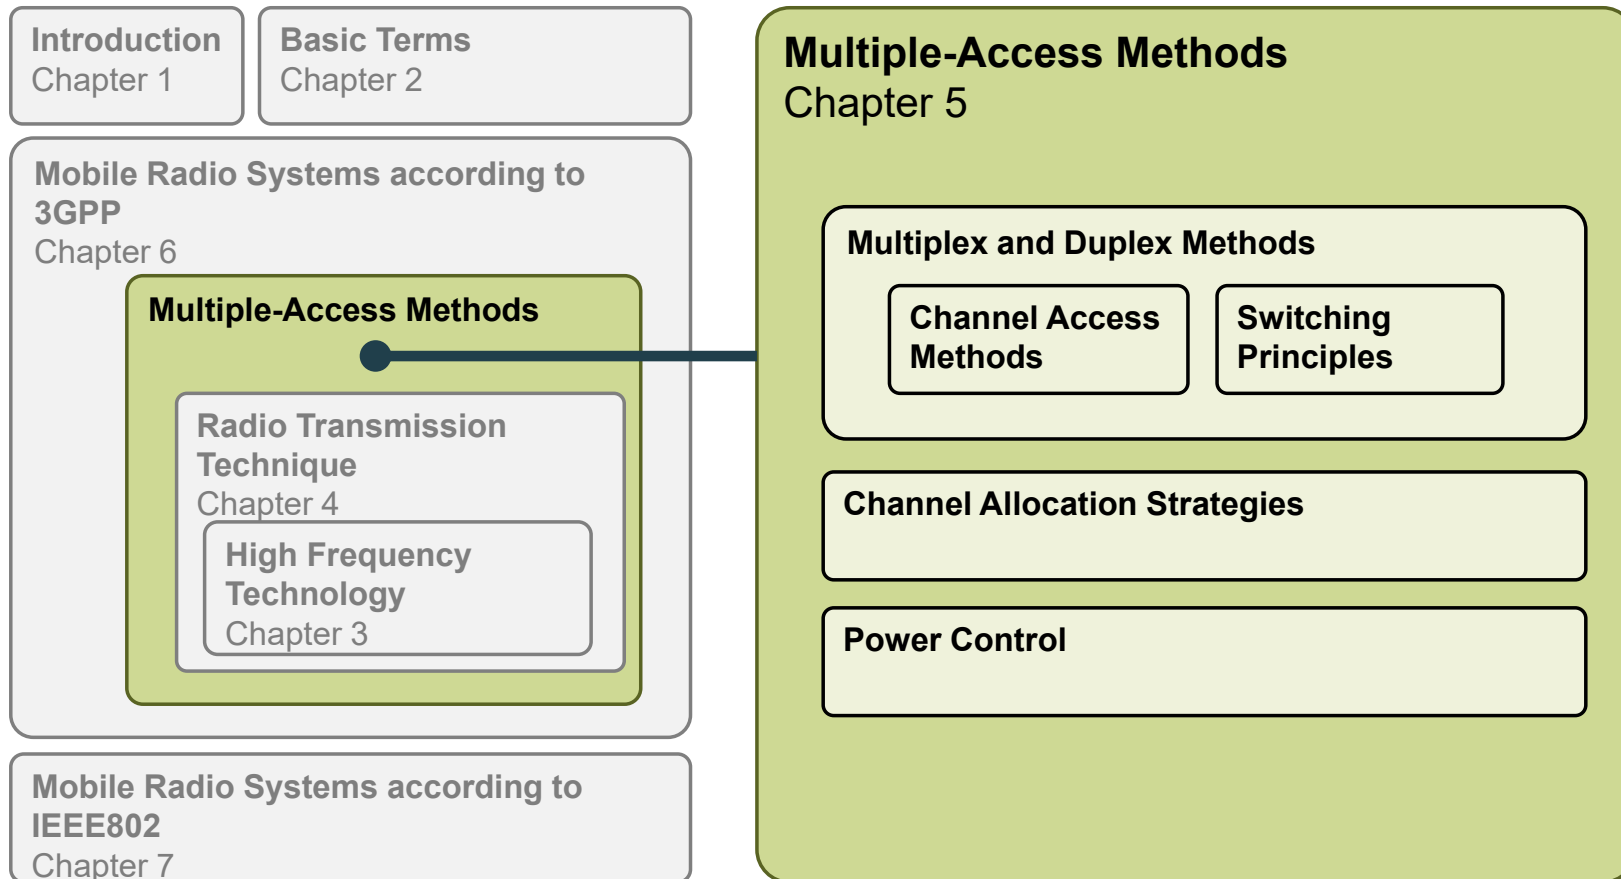 Introduction
Chapter 1
Basic Terms
Chapter 2
Mobile Radio Systems according to
3GPP
Chapter 6
Multiple-Access Methods
Radio Transmission
Technique
Chapter 4
High Frequency
Technology
Chapter 3
Mobile Radio Systems according to
IEEE802
Chapter 7
Multiple-Access Methods
Chapter 5
Multiplex and Duplex Methods
Channel Access
Methods
Switching
Principles
Channel Allocation Strategies
Power Control